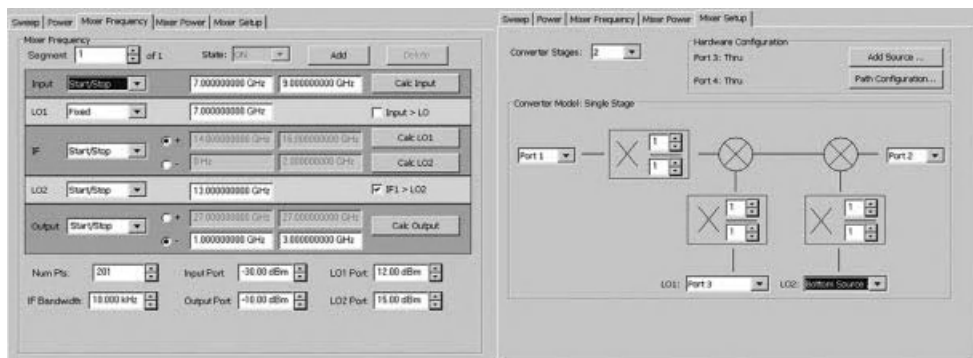 Sweep Power Mixer Frequency Mixer Power Mixer Setup
Mixer Frequency
Segment 1 of 1 State: ON Add Delete
Input Start/Stop 7.000000000 GHz 9.000000000 GHz Calc Input
LO1 Fixed 7.000000000 GHz Input > LO
IF Start/Stop + 14.000000000 GHz 16.000000000 GHz Calc LO1
- 0 Hz 2.000000000 GHz Calc LO2
LO2 Start/Stop 13.000000000 GHz IF1 > LO2
Output Start/Stop + 27.000000000 GHz 27.000000000 GHz Calc Output
- 1.000000000 GHz 3.000000000 GHz
Num Pts: 201 Input Port -30.00 dBm LO1 Port 12.00 dBm
IF Bandwidth 10.000 kHz Output Port -10.00 dBm LO2 Port 15.00 dBm
Sweep Power Mixer Frequency Mixer Power Mixer Setup
Converter Stages: 2
Hardware Configuration
Port 3: Thru Add Source ...
Port 4: Thru Path Configuration...
Converter Model: Single Stage
Port 1 1 Port 2
1
1 1
1 1
LO1: Port 3 LO2: Bottom Source